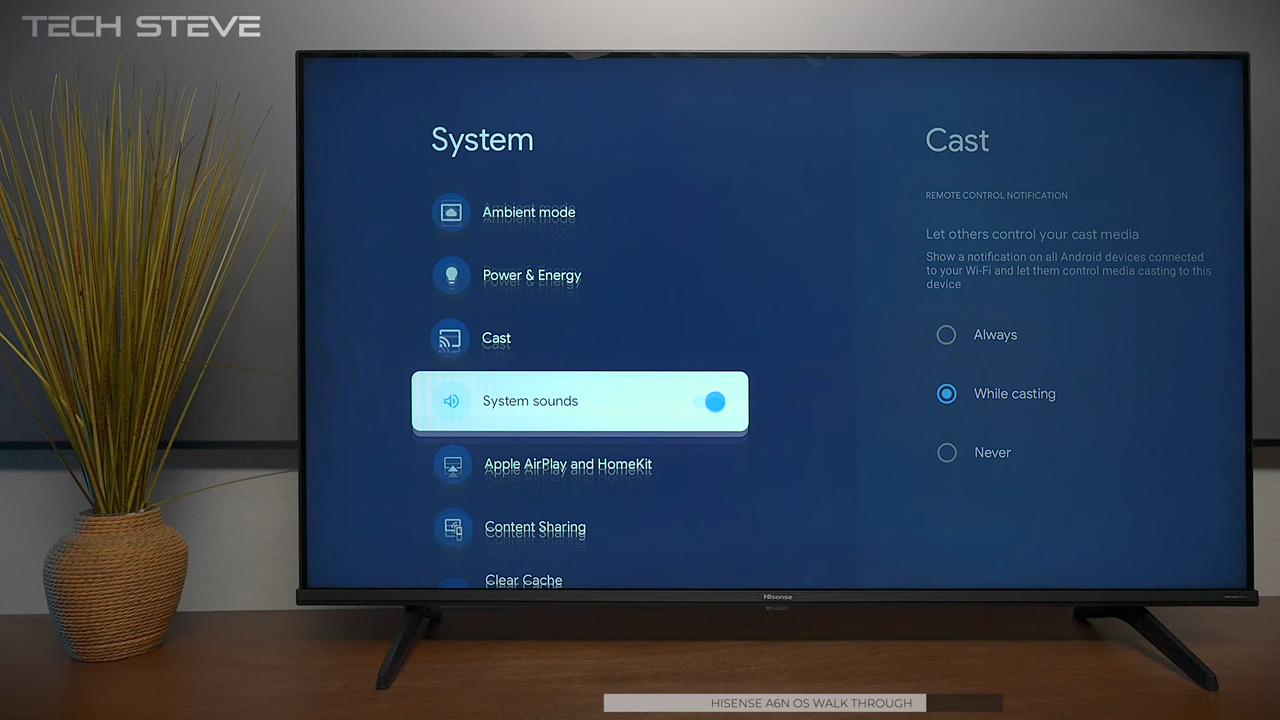 TECH STEVE
System
Ambient mode
Power & Energy
Cast
System sounds
Apple AirPlay and HomeKit
Content Sharing
Clear Cache
Cast
REMOTE CONTROL NOTIFICATION
Let others control your cast media
Show a notification on all Android devices connected
to your Wi-Fi and let them control media casting to this
device
Always
While casting
Never
Hisense
HISENSE A6N OS WALK THROUGH